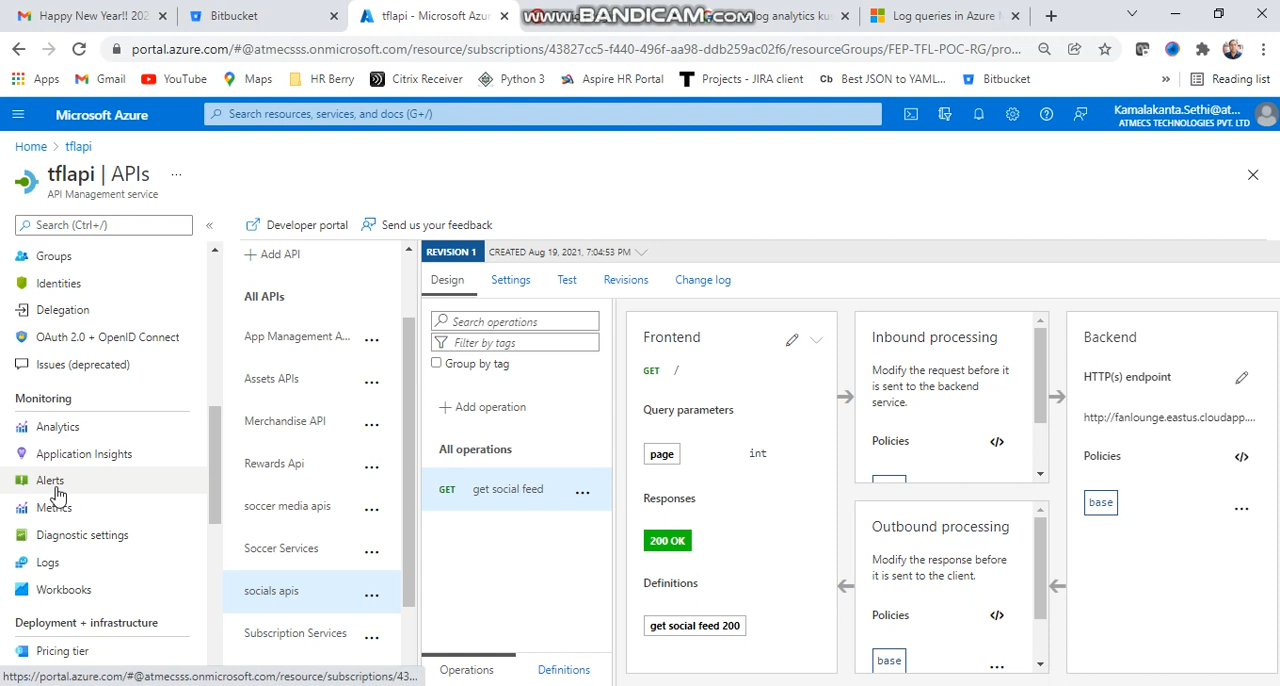 Happy New Year!! 202
Bitbucket
tflapi - Microsoft Azu
www.BANDICAM.com
log analytics kus
Log queries in Azure M
portal.azure.com/#@atmecsss.onmicrosoft.com/resource/subscriptions/43827cc5-f440-496f-aa98-ddb259ac02f6/resourceGroups/FEP-TFL-POC-RG/pro...
Apps
Gmail
YouTube
Maps
HR Berry
Citrix Receiver
Python 3
Aspire HR Portal
Projects - JIRA client
Cb Best JSON to YAML...
Bitbucket
»
Reading list
Microsoft Azure
Search resources, services, and docs (G+/)
Kamalakanta.Sethi@at...
ATMECS TECHNOLOGIES PVT. LTD
Home > tflapi
tflapi | APIs ...
API Management service
Search (Ctrl+/)
«
Developer portal
Send us your feedback
Groups
Identities
Delegation
OAuth 2.0 + OpenID Connect
Issues (deprecated)
Monitoring
Analytics
Application Insights
Alerts
Metrics
Diagnostic settings
Logs
Workbooks
Deployment + infrastructure
Pricing tier
+ Add API
All APIs
App Management A... ...
Assets APIs ...
Merchandise API ...
Rewards Api ...
soccer media apis ...
Soccer Services ...
socials apis ...
Subscription Services ...
REVISION 1 CREATED Aug 19, 2021, 7:04:53 PM
Design
Settings
Test
Revisions
Change log
Search operations
Filter by tags
Group by tag
+ Add operation
All operations
GET get social feed ...
Operations
Definitions
Frontend
GET /
Query parameters
page int
Responses
200 OK
Definitions
get social feed 200
Inbound processing
Modify the request before it
is sent to the backend
service.
Policies </>
Outbound processing
Modify the response before
it is sent to the client.
Policies </>
base ...
Backend
HTTP(s) endpoint
http://fanlounge.eastus.cloudapp....
Policies </>
base ...
https://portal.azure.com/#@atmecsss.onmicrosoft.com/resource/subscriptions/43...